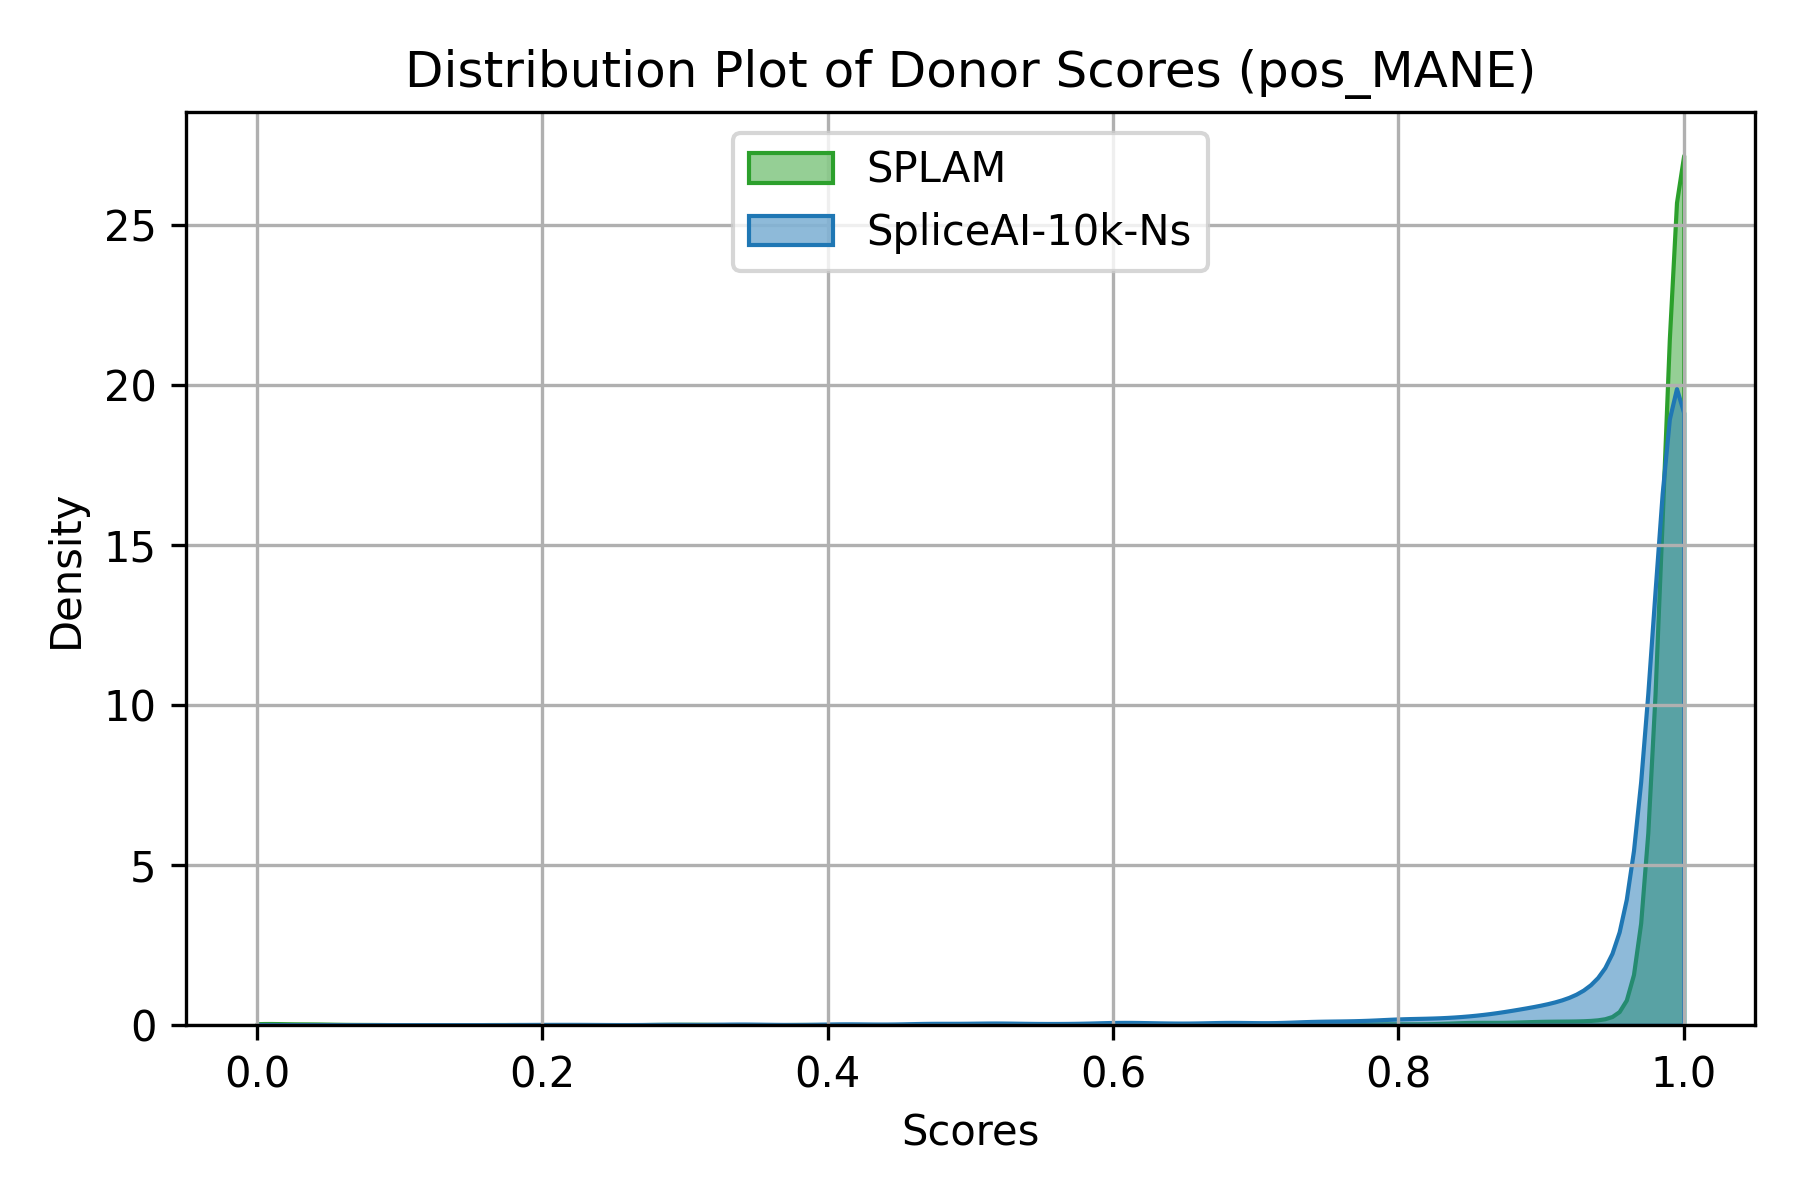 Distribution Plot of Donor Scores (pos_MANE)
SPLAM
SpliceAI-10k-Ns
25
20
15
10
5
0
Density
0.0 0.2 0.4 0.6 0.8 1.0
Scores